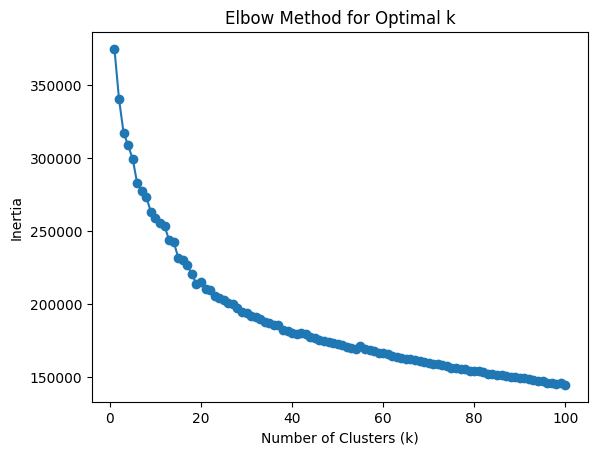 Elbow Method for Optimal k
350000
300000
250000
200000
150000
Inertia
0 20 40 60 80 100
Number of Clusters (k)